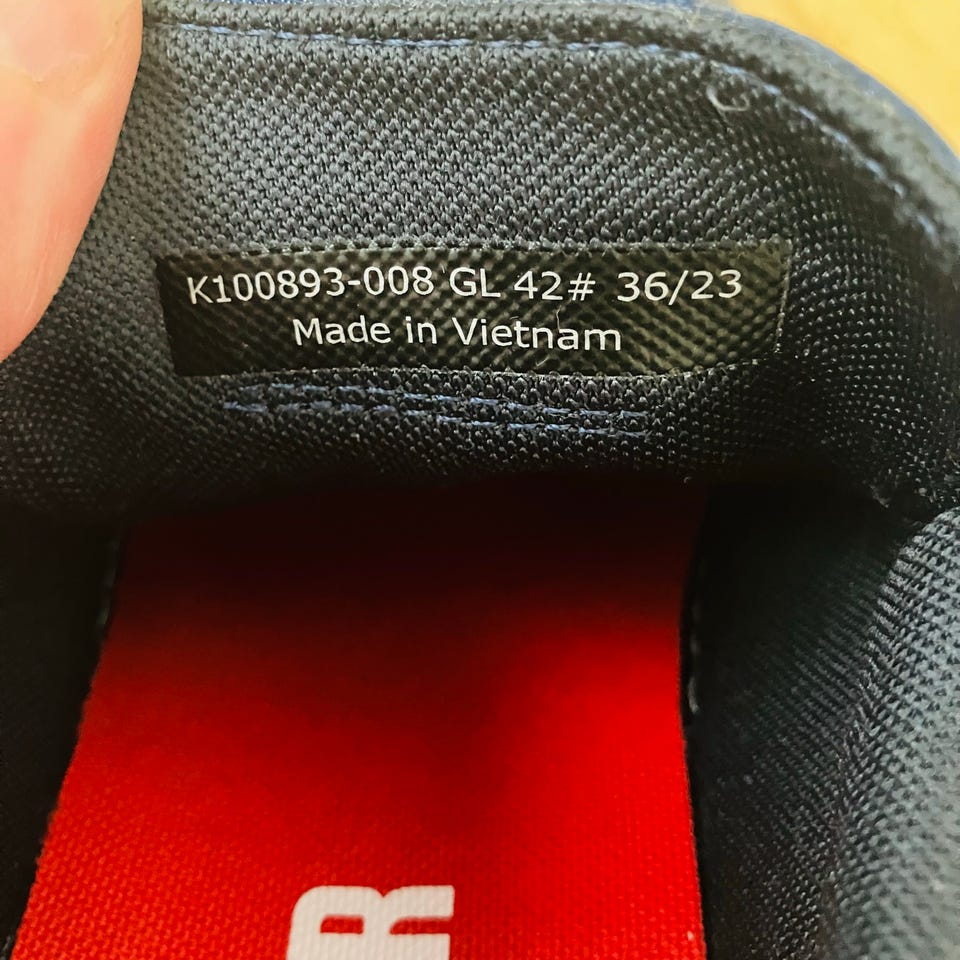 K100893-008 GL 42# 36/23
Made in Vietnam
R